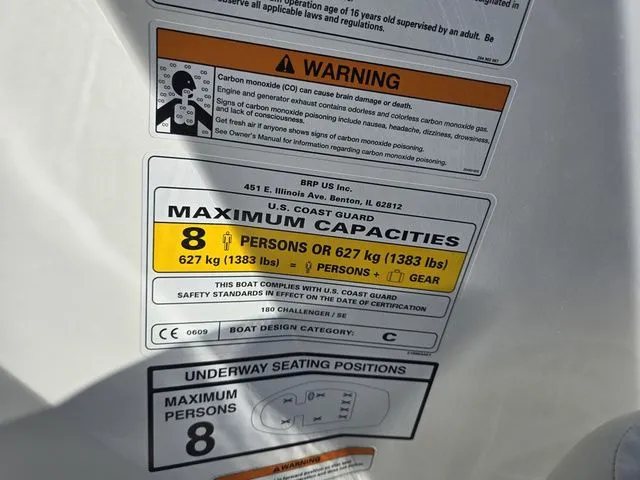 designated in
operation age of 16 years old supervised by an adult. Be
observe all applicable laws and regulations.
WARNING
Carbon monoxide (CO) can cause brain damage or death.
Engine and generator exhaust contains odorless and colorless carbon monoxide gas.
Signs of carbon monoxide poisoning include nausea, headache, dizziness, drowsiness,
and lack of consciousness.
Get fresh air if anyone shows signs of carbon monoxide poisoning.
See Owner's Manual for information regarding carbon monoxide poisoning.
BRP US Inc.
451 E. Illinois Ave. Benton, IL 62812
U.S. COAST GUARD
MAXIMUM CAPACITIES
8 PERSONS OR 627 kg (1383 lbs)
627 kg (1383 lbs) = PERSONS + GEAR
THIS BOAT COMPLIES WITH U.S. COAST GUARD
SAFETY STANDARDS IN EFFECT ON THE DATE OF CERTIFICATION
180 CHALLENGER / SE
CE 0609 BOAT DESIGN CATEGORY: C
UNDERWAY SEATING POSITIONS
MAXIMUM
PERSONS
8
WARNING